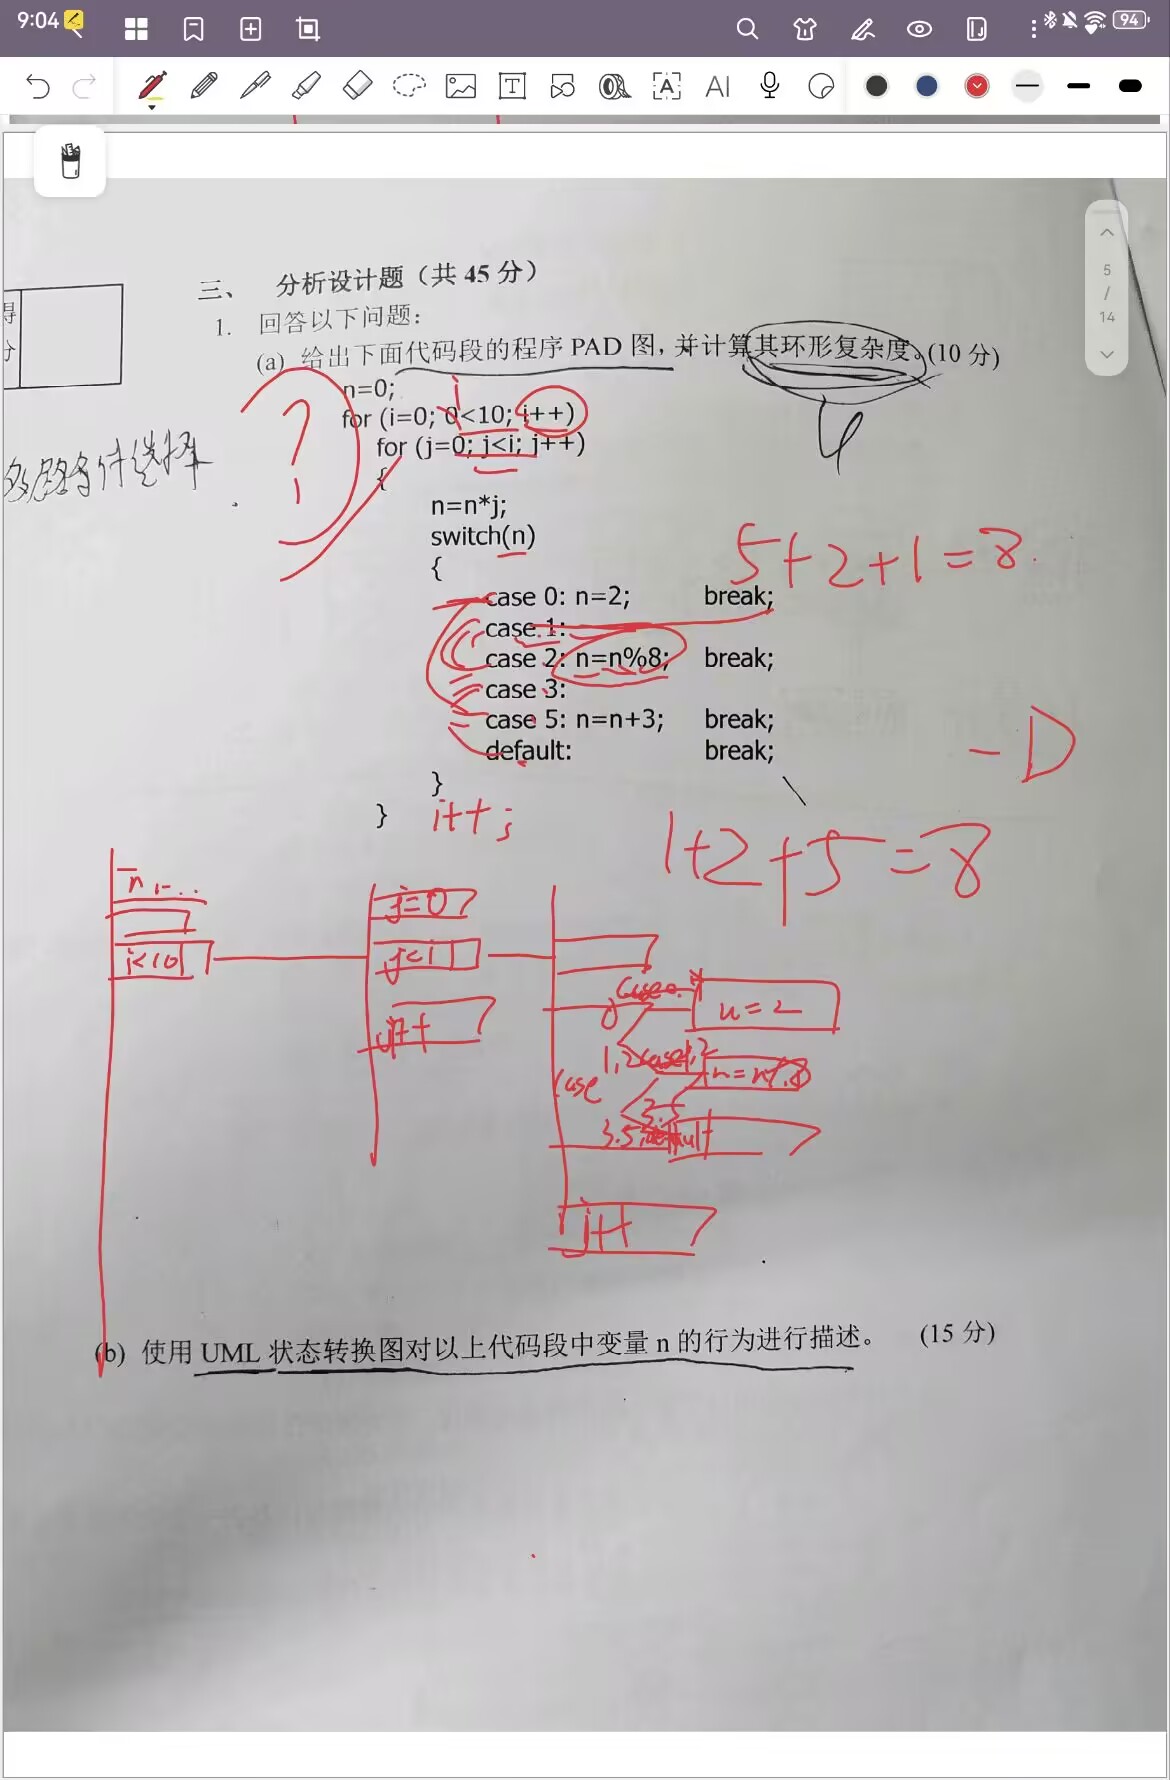 9:04
94
T
A
AI
5
/
14
得
分
三、 分析设计题（共 45 分）
1. 回答以下问题：
(a) 给出下面代码段的程序 PAD 图，并计算其环形复杂度。(10 分)
4
n=0;
for (i=0; 0<10; i++)
i
for (j=0; j<i; j++)
多路条件选择
?
{
n=n*j;
switch(n)
5+2+1=8.
{
case 0: n=2; break;
case 1:
case 2: n=n%8; break;
case 3:
case 5: n=n+3; break;
default: break;
- D
}
} i++;
1+2+5=8
n
j=0
i<10
j<i
case
n=2
j++
1,2
case
3.5
j++
(b) 使用 UML 状态转换图对以上代码段中变量 n 的行为进行描述。 (15 分)